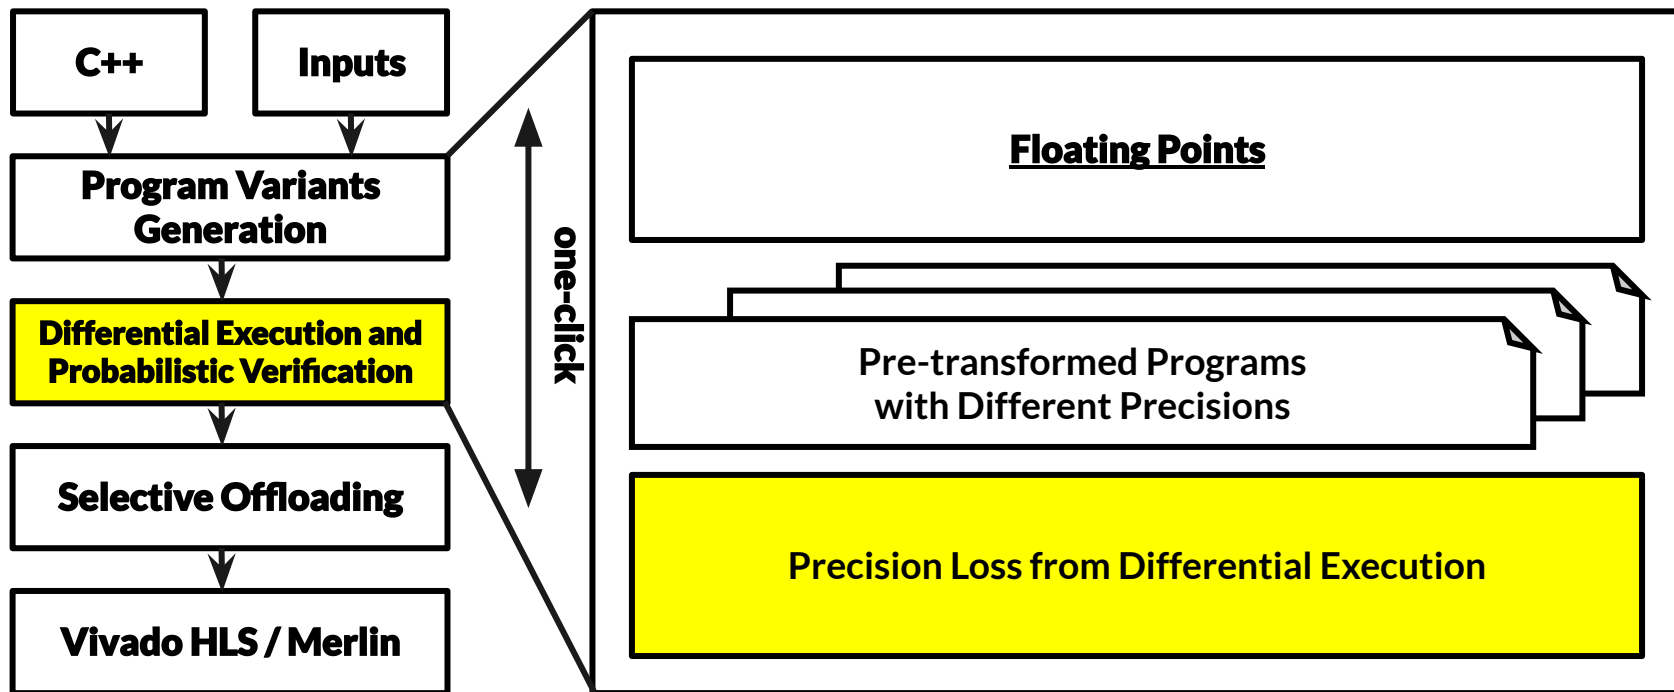 C++
Inputs
Program Variants
Generation
Differential Execution and
Probabilistic Verification
Selective Offloading
Vivado HLS / Merlin
one-click
Floating Points
Pre-transformed Programs
with Different Precisions
Precision Loss from Differential Execution